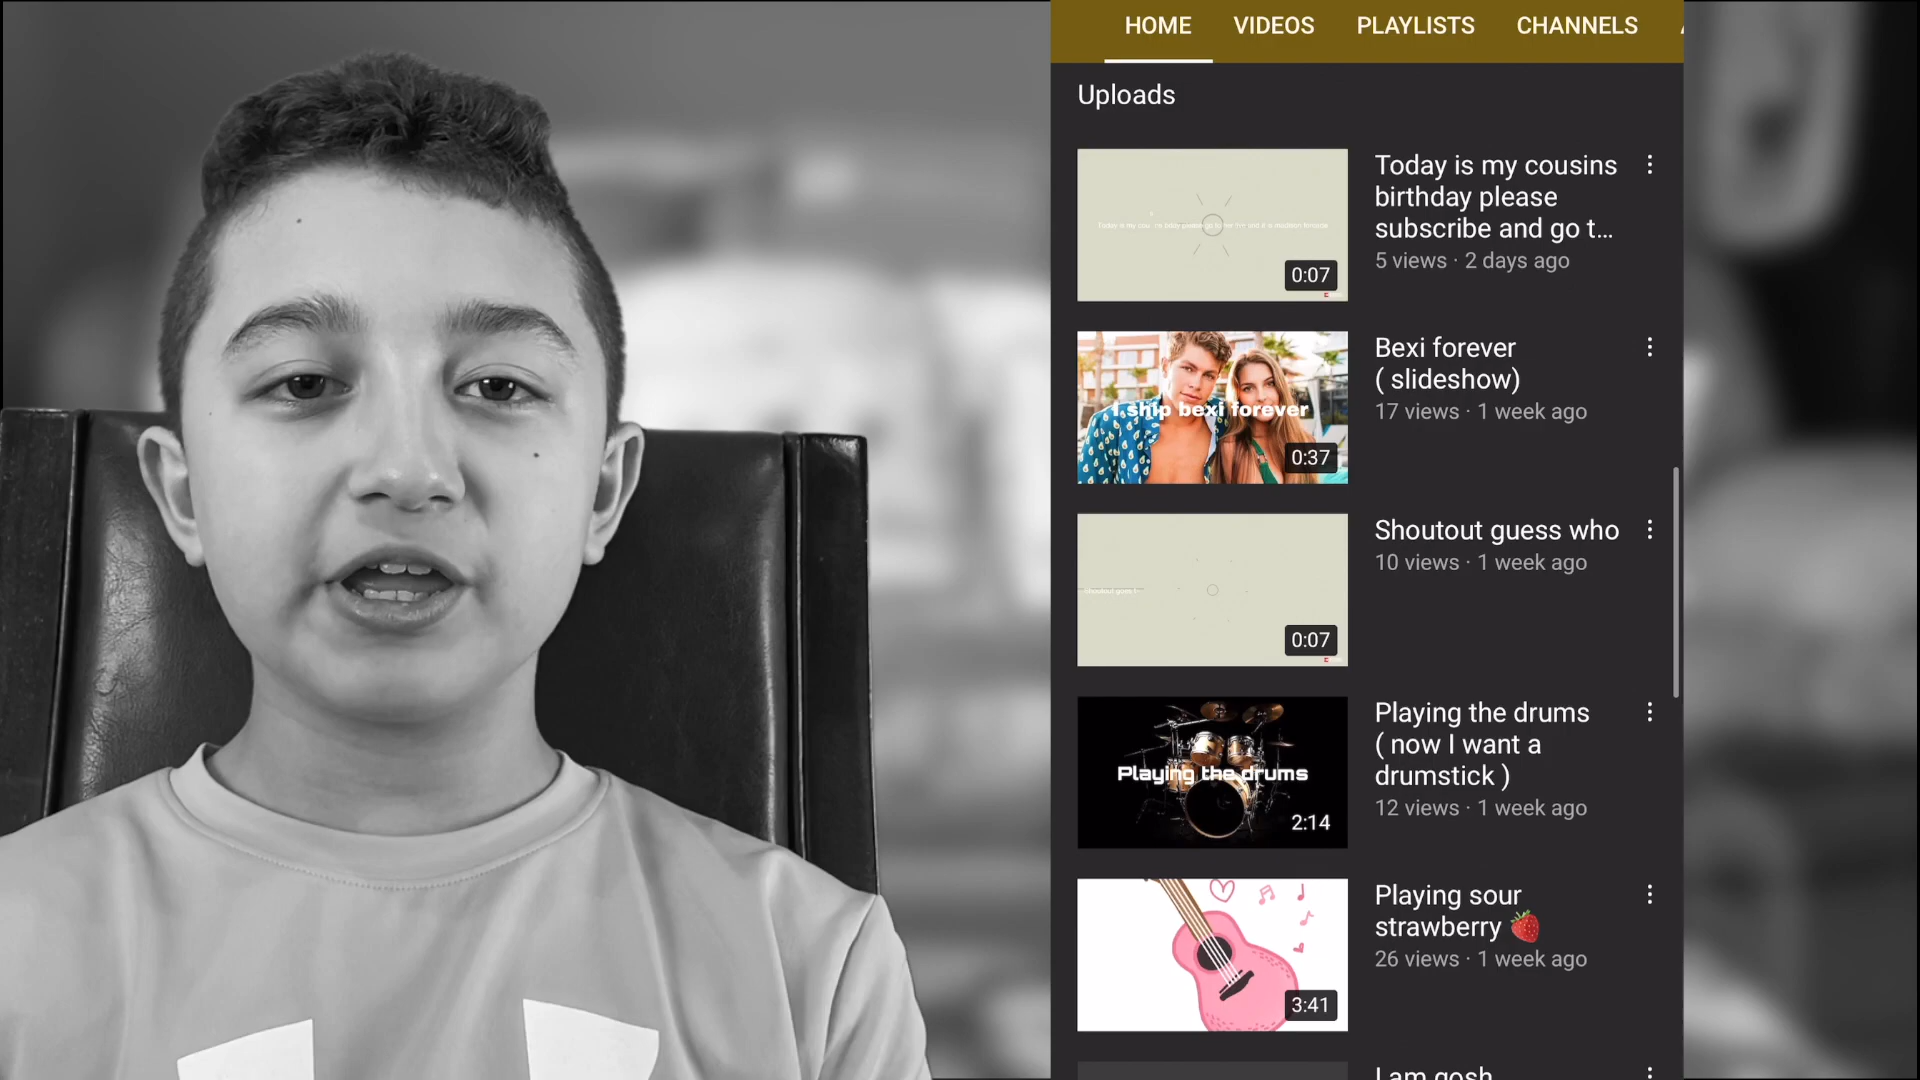 HOME VIDEOS PLAYLISTS CHANNELS
Uploads
Today is my cousins
birthday please
subscribe and go t...
5 views · 2 days ago
0:07
Bexi forever
( slideshow)
17 views · 1 week ago
I ship bexi forever
0:37
Shoutout guess who
10 views · 1 week ago
0:07
Playing the drums
( now I want a
drumstick )
12 views · 1 week ago
Playing the drums
2:14
Playing sour
strawberry 🍓
26 views · 1 week ago
3:41
I am gosh